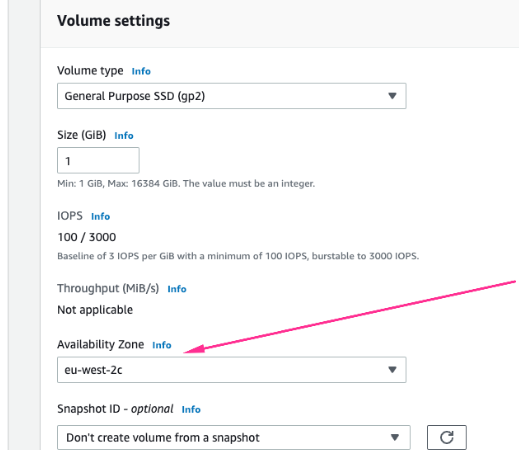 Volume settings
Volume type Info
General Purpose SSD (gp2)
Size (GiB) Info
1
Min: 1 GiB, Max: 16384 GiB. The value must be an integer.
IOPS Info
100 / 3000
Baseline of 3 IOPS per GiB with a minimum of 100 IOPS, burstable to 3000 IOPS.
Throughput (MiB/s) Info
Not applicable
Availability Zone Info
eu-west-2c
Snapshot ID - optional Info
Don't create volume from a snapshot